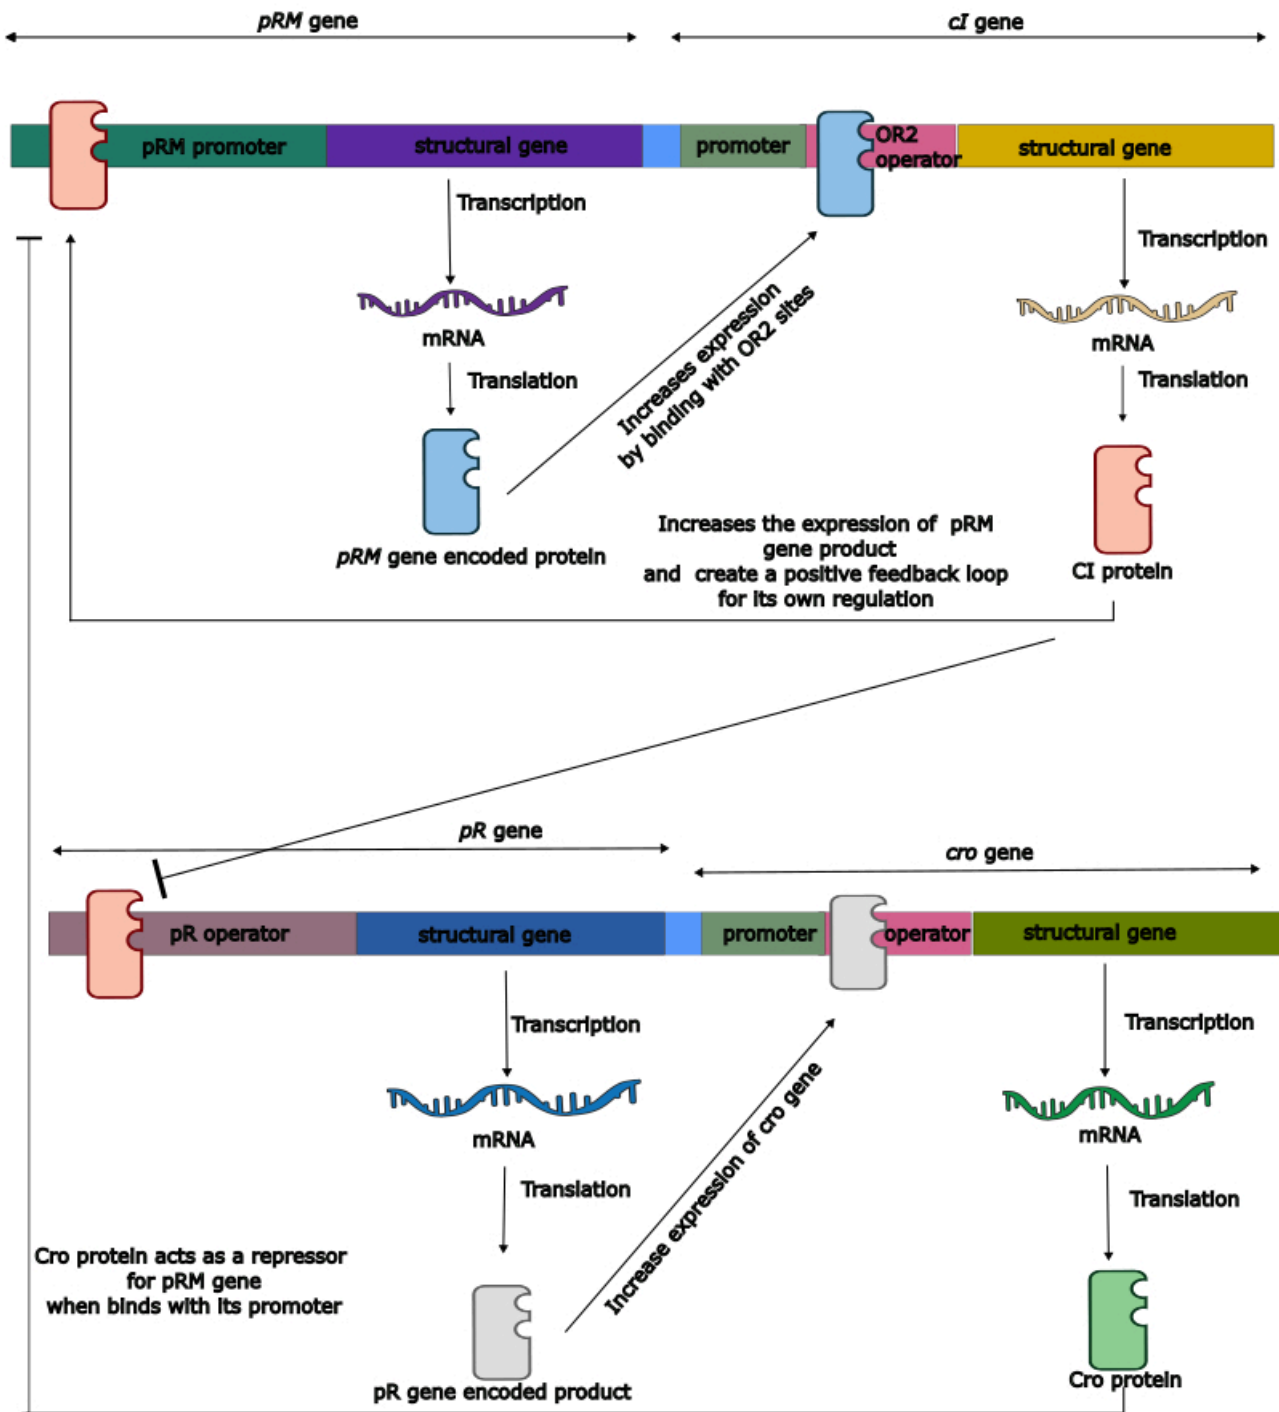 pRM gene
cI gene
pRM promoter
structural gene
promoter
OR2
operator
structural gene
Transcription
Transcription
mRNA
mRNA
Translation
Translation
Increases expression
by binding with OR2 sites
pRM gene encoded protein
CI protein
Increases the expression of pRM
gene product
and create a positive feedback loop
for its own regulation
pR gene
cro gene
pR operator
structural gene
promoter
operator
structural gene
Transcription
Transcription
mRNA
mRNA
Translation
Translation
Increase expression of cro gene
Cro protein acts as a repressor
for pRM gene
when binds with its promoter
pR gene encoded product
Cro protein